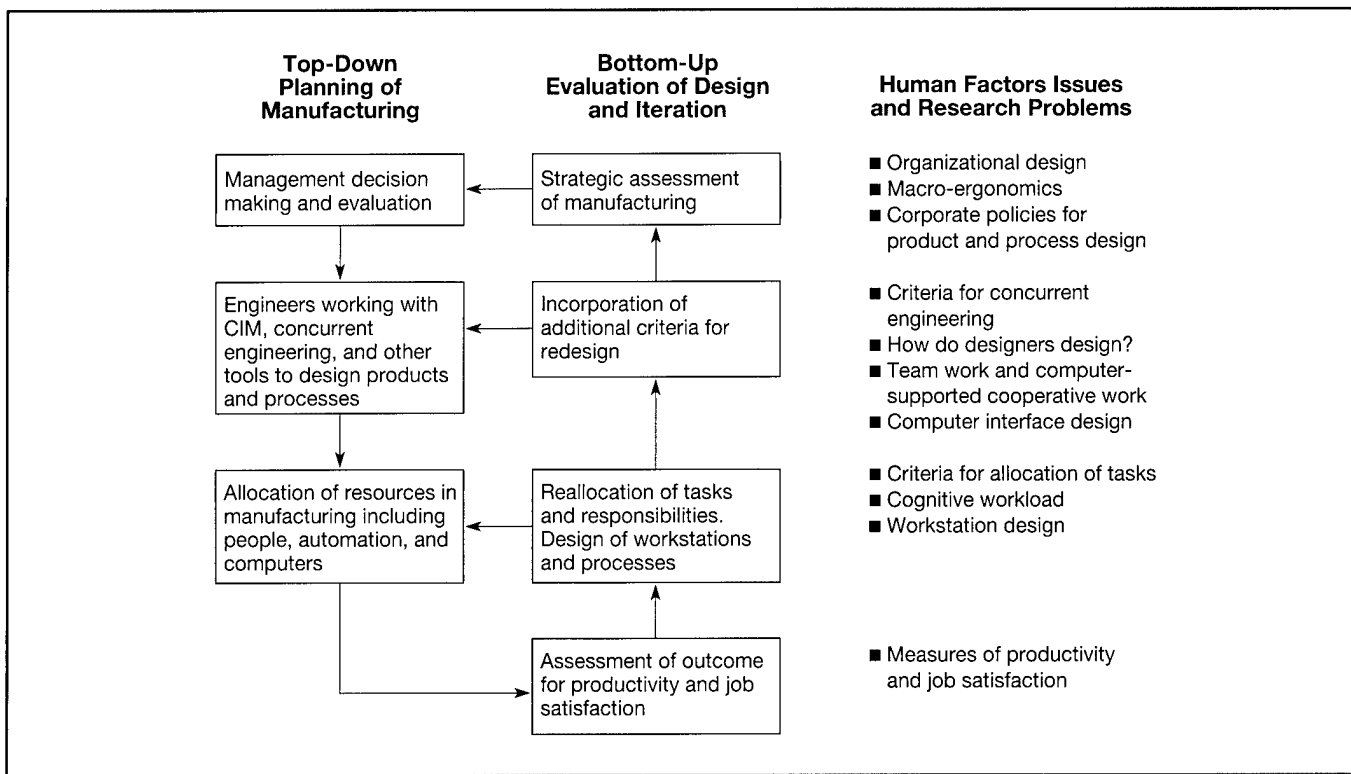 Top-Down
Planning of
Manufacturing
Bottom-Up
Evaluation of Design
and Iteration
Human Factors Issues
and Research Problems
Management decision
making and evaluation
Strategic assessment
of manufacturing
■ Organizational design
■ Macro-ergonomics
■ Corporate policies for
product and process design
Engineers working with
CIM, concurrent
engineering, and other
tools to design products
and processes
Incorporation of
additional criteria for
redesign
■ Criteria for concurrent
engineering
■ How do designers design?
■ Team work and computer-
supported cooperative work
■ Computer interface design
Allocation of resources in
manufacturing including
people, automation, and
computers
Reallocation of tasks
and responsibilities.
Design of workstations
and processes
■ Criteria for allocation of tasks
■ Cognitive workload
■ Workstation design
Assessment of outcome
for productivity and job
satisfaction
■ Measures of productivity
and job satisfaction